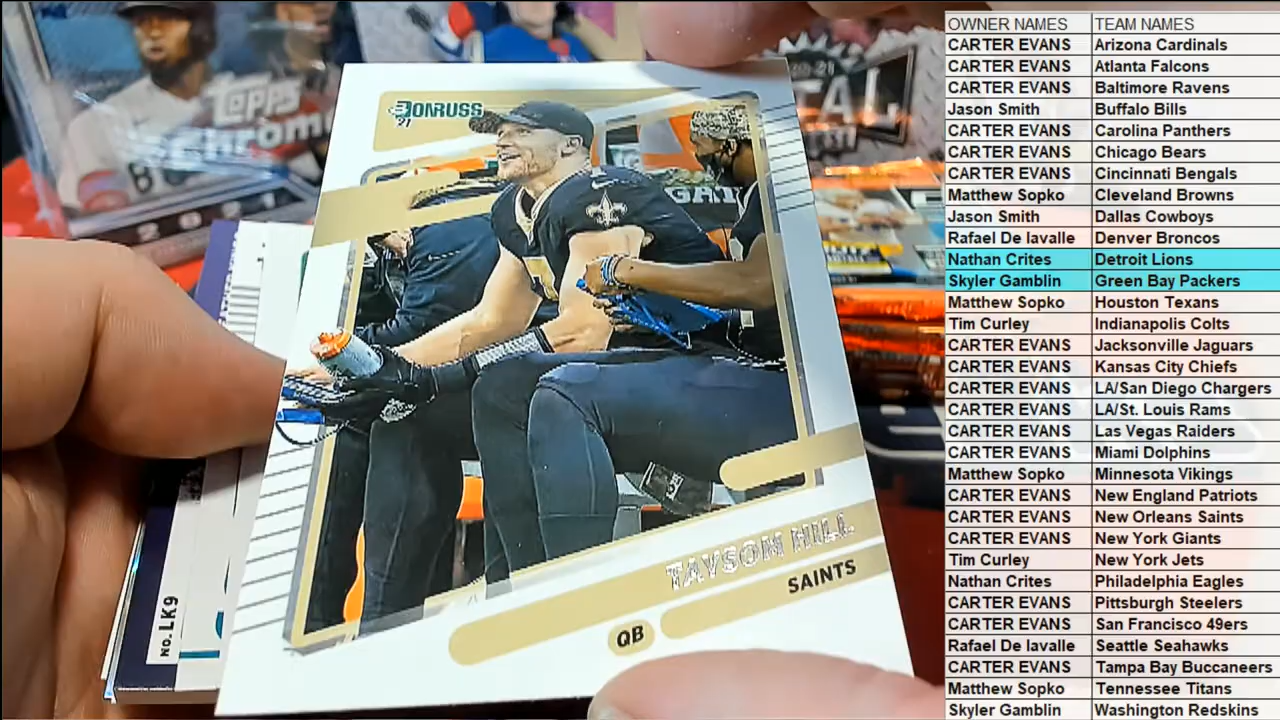 Topps
Chrome
20-21
DONRUSS
'21
GAT
TAYSOM HILL
SAINTS
QB
NO. LK9
OWNER NAMES TEAM NAMES
CARTER EVANS Arizona Cardinals
CARTER EVANS Atlanta Falcons
CARTER EVANS Baltimore Ravens
Jason Smith Buffalo Bills
CARTER EVANS Carolina Panthers
CARTER EVANS Chicago Bears
CARTER EVANS Cincinnati Bengals
Matthew Sopko Cleveland Browns
Jason Smith Dallas Cowboys
Rafael De lavalle Denver Broncos
Nathan Crites Detroit Lions
Skyler Gamblin Green Bay Packers
Matthew Sopko Houston Texans
Tim Curley Indianapolis Colts
CARTER EVANS Jacksonville Jaguars
CARTER EVANS Kansas City Chiefs
CARTER EVANS LA/San Diego Chargers
CARTER EVANS LA/St. Louis Rams
CARTER EVANS Las Vegas Raiders
CARTER EVANS Miami Dolphins
Matthew Sopko Minnesota Vikings
CARTER EVANS New England Patriots
CARTER EVANS New Orleans Saints
CARTER EVANS New York Giants
Tim Curley New York Jets
Nathan Crites Philadelphia Eagles
CARTER EVANS Pittsburgh Steelers
CARTER EVANS San Francisco 49ers
Rafael De lavalle Seattle Seahawks
CARTER EVANS Tampa Bay Buccaneers
Matthew Sopko Tennessee Titans
Skyler Gamblin Washington Redskins